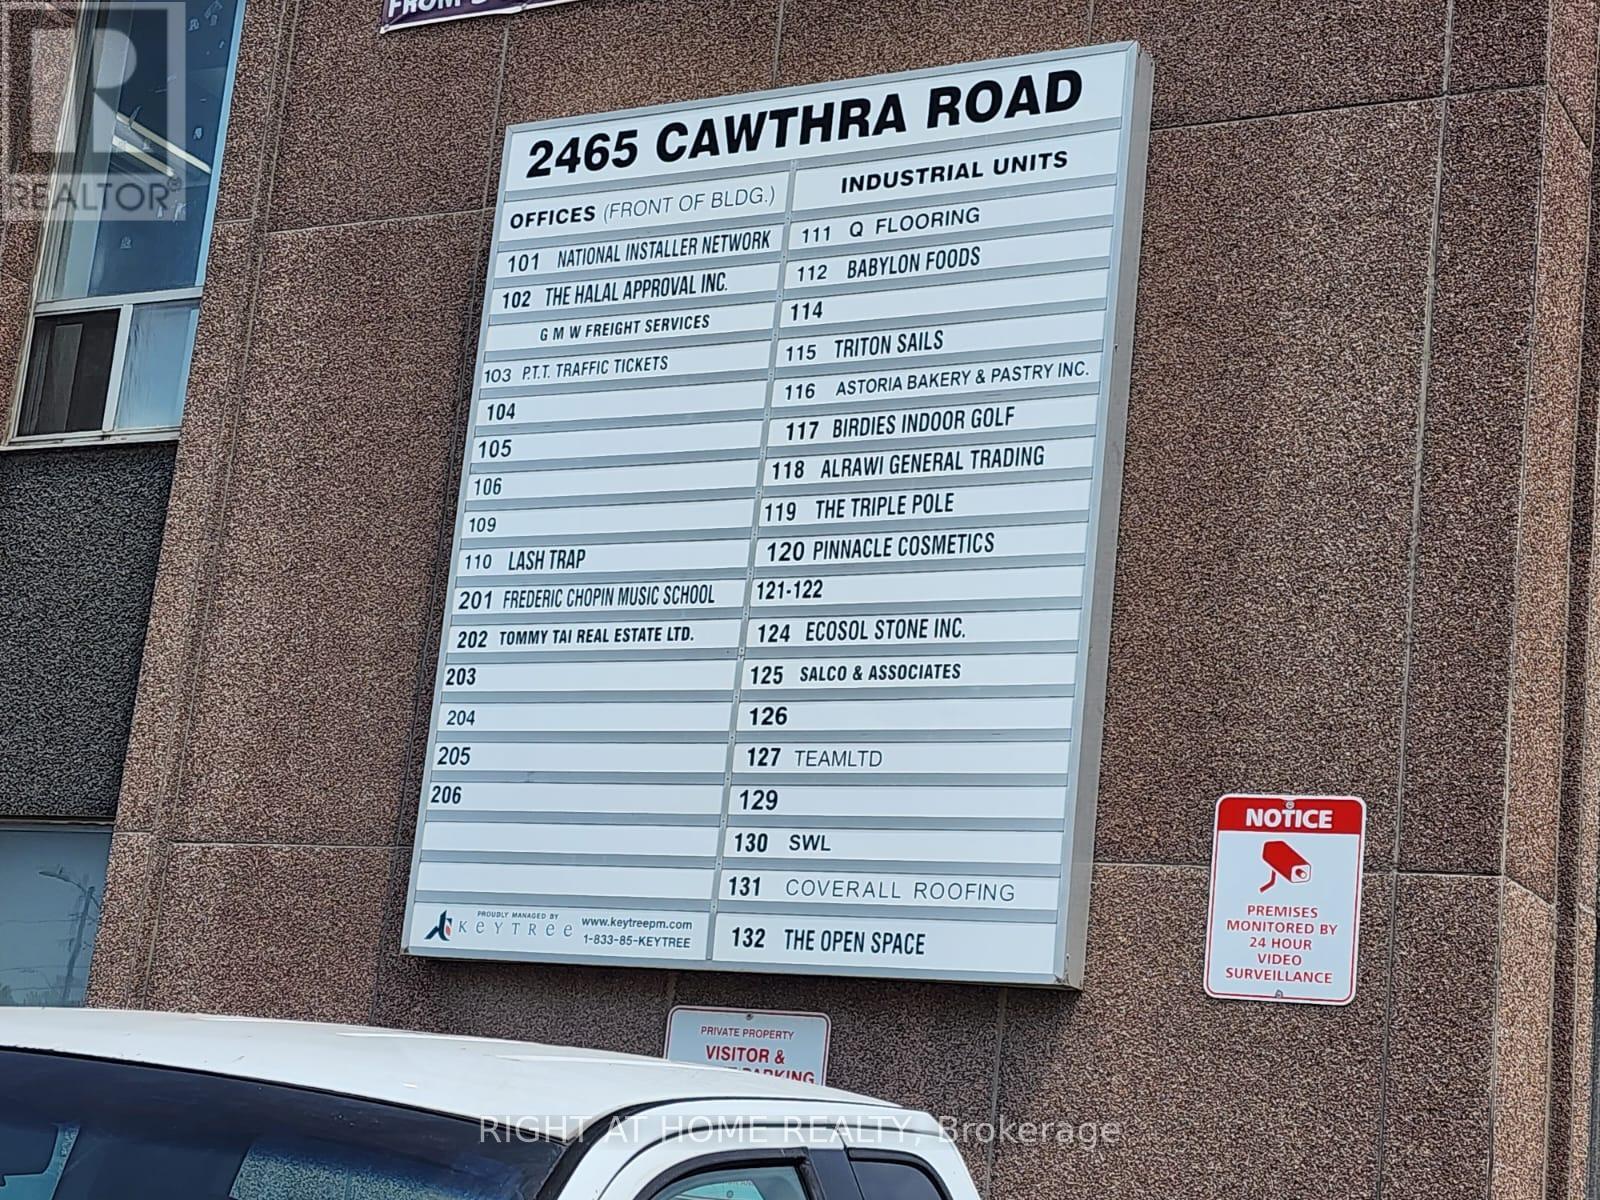 R
REALTOR®
2465 CAWTHRA ROAD
OFFICES (FRONT OF BLDG.)
101 NATIONAL INSTALLER NETWORK
102 THE HALAL APPROVAL INC.
G M W FREIGHT SERVICES
103 P.T.T. TRAFFIC TICKETS
104
105
106
109
110 LASH TRAP
201 FREDERIC CHOPIN MUSIC SCHOOL
202 TOMMY TAI REAL ESTATE LTD.
203
204
205
206
PROUDLY MANAGED BY
KEYTREE
www.keytreepm.com
1-833-85-KEYTREE
INDUSTRIAL UNITS
111 Q FLOORING
112 BABYLON FOODS
114
115 TRITON SAILS
116 ASTORIA BAKERY & PASTRY INC.
117 BIRDIES INDOOR GOLF
118 ALRAWI GENERAL TRADING
119 THE TRIPLE POLE
120 PINNACLE COSMETICS
121-122
124 ECOSOL STONE INC.
125 SALCO & ASSOCIATES
126
127 TEAMLTD
129
130 SWL
131 COVERALL ROOFING
132 THE OPEN SPACE
NOTICE
PREMISES
MONITORED BY
24 HOUR
VIDEO
SURVEILLANCE
PRIVATE PROPERTY
VISITOR &
PARKING
RIGHT AT HOME REALTY, Brokerage